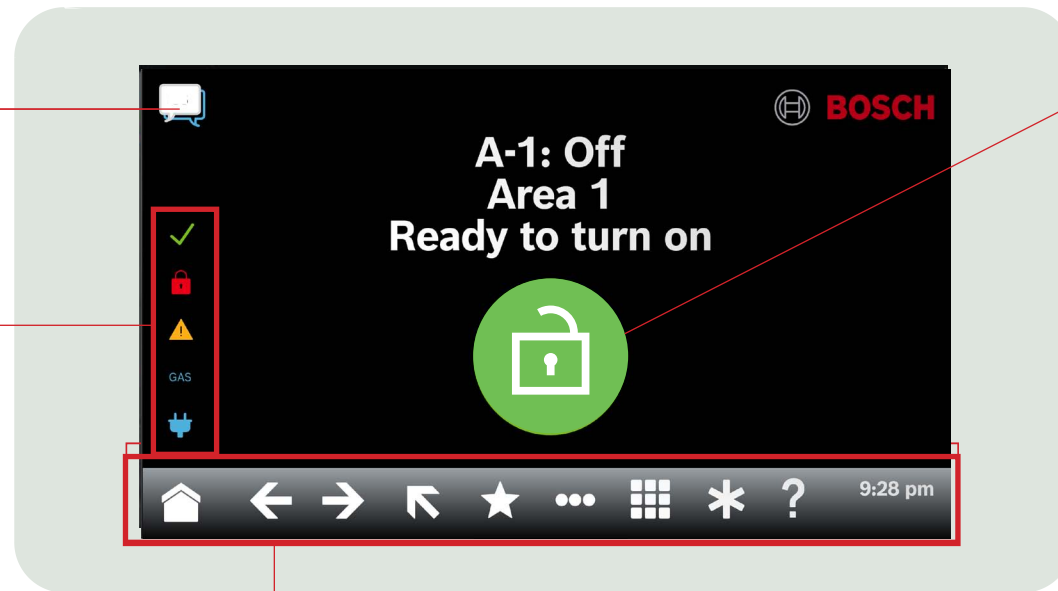 BOSCH
A-1: Off
Area 1
Ready to turn on
GAS
9:28 pm